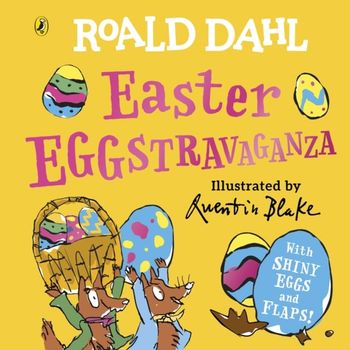 ROALD DAHL
Easter
EGGSTRAVAGANZA
Illustrated by
Quentin Blake
With
SHINY
EGGS
and
FLAPS!